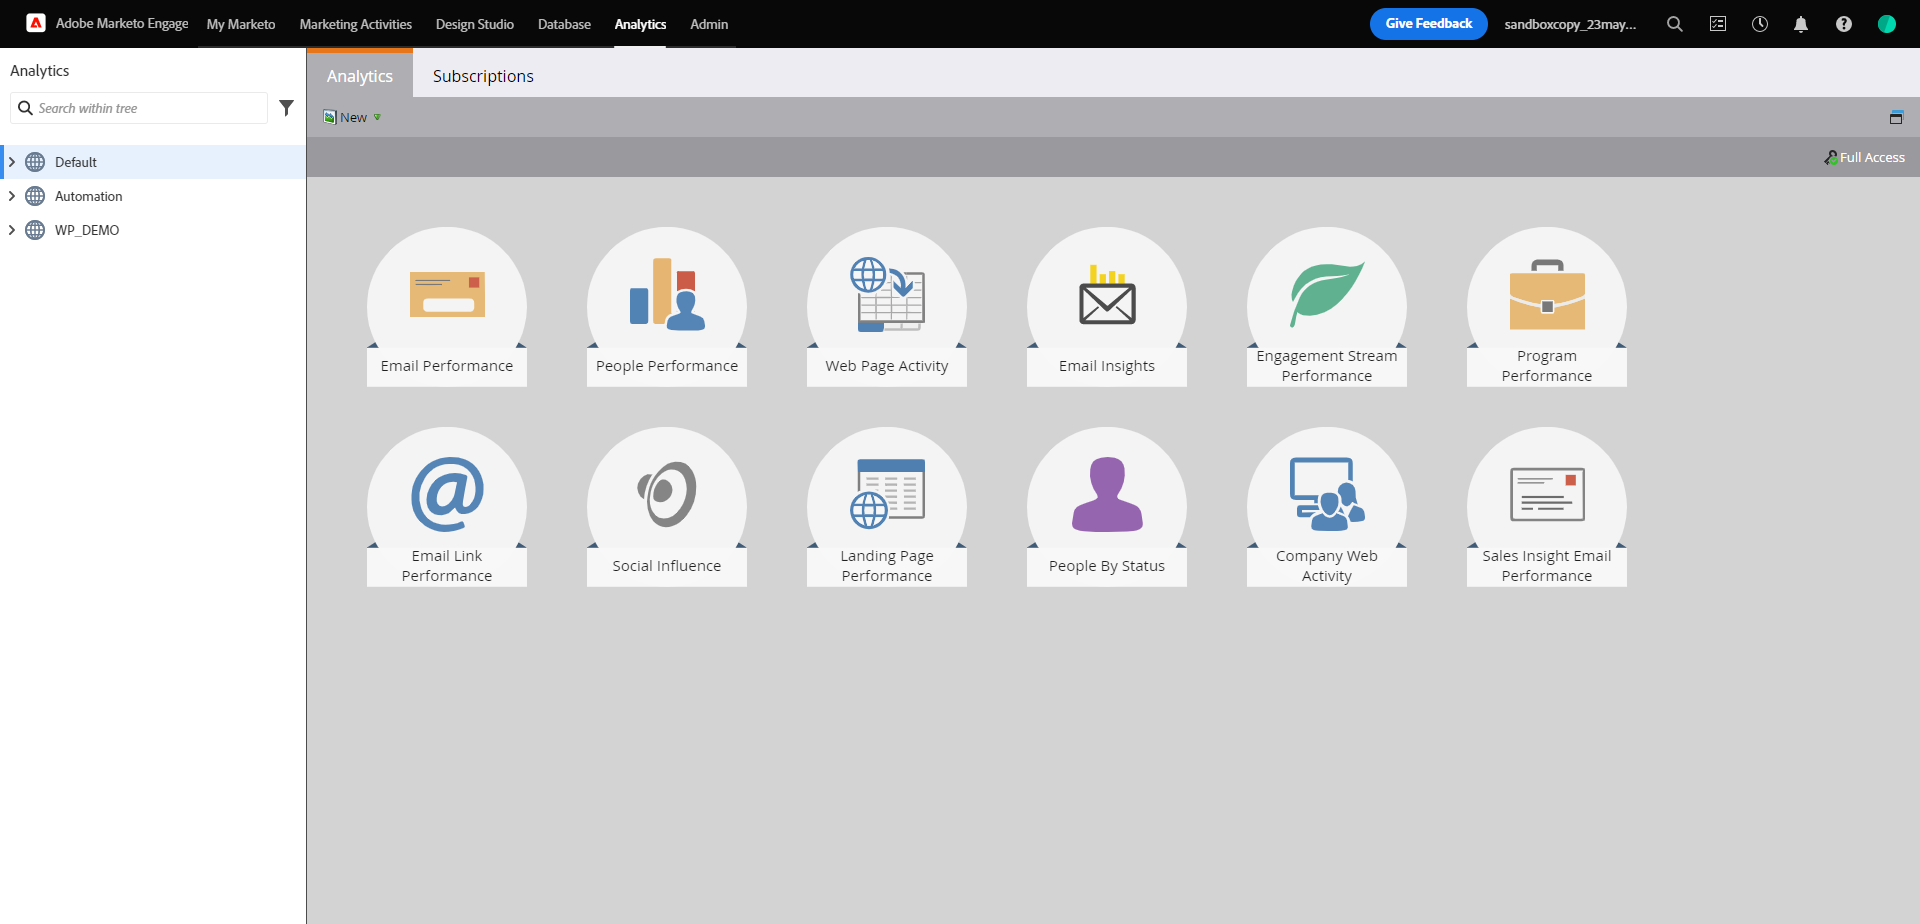 Adobe Marketo Engage
My Marketo
Marketing Activities
Design Studio
Database
Analytics
Admin
Give Feedback
sandboxcopy_23may...
Analytics
Search within tree
Default
Automation
WP_DEMO
Analytics
Subscriptions
New
Full Access
Email Performance
People Performance
Web Page Activity
Email Insights
Engagement Stream
Performance
Program
Performance
Email Link
Performance
Social Influence
Landing Page
Performance
People By Status
Company Web
Activity
Sales Insight Email
Performance